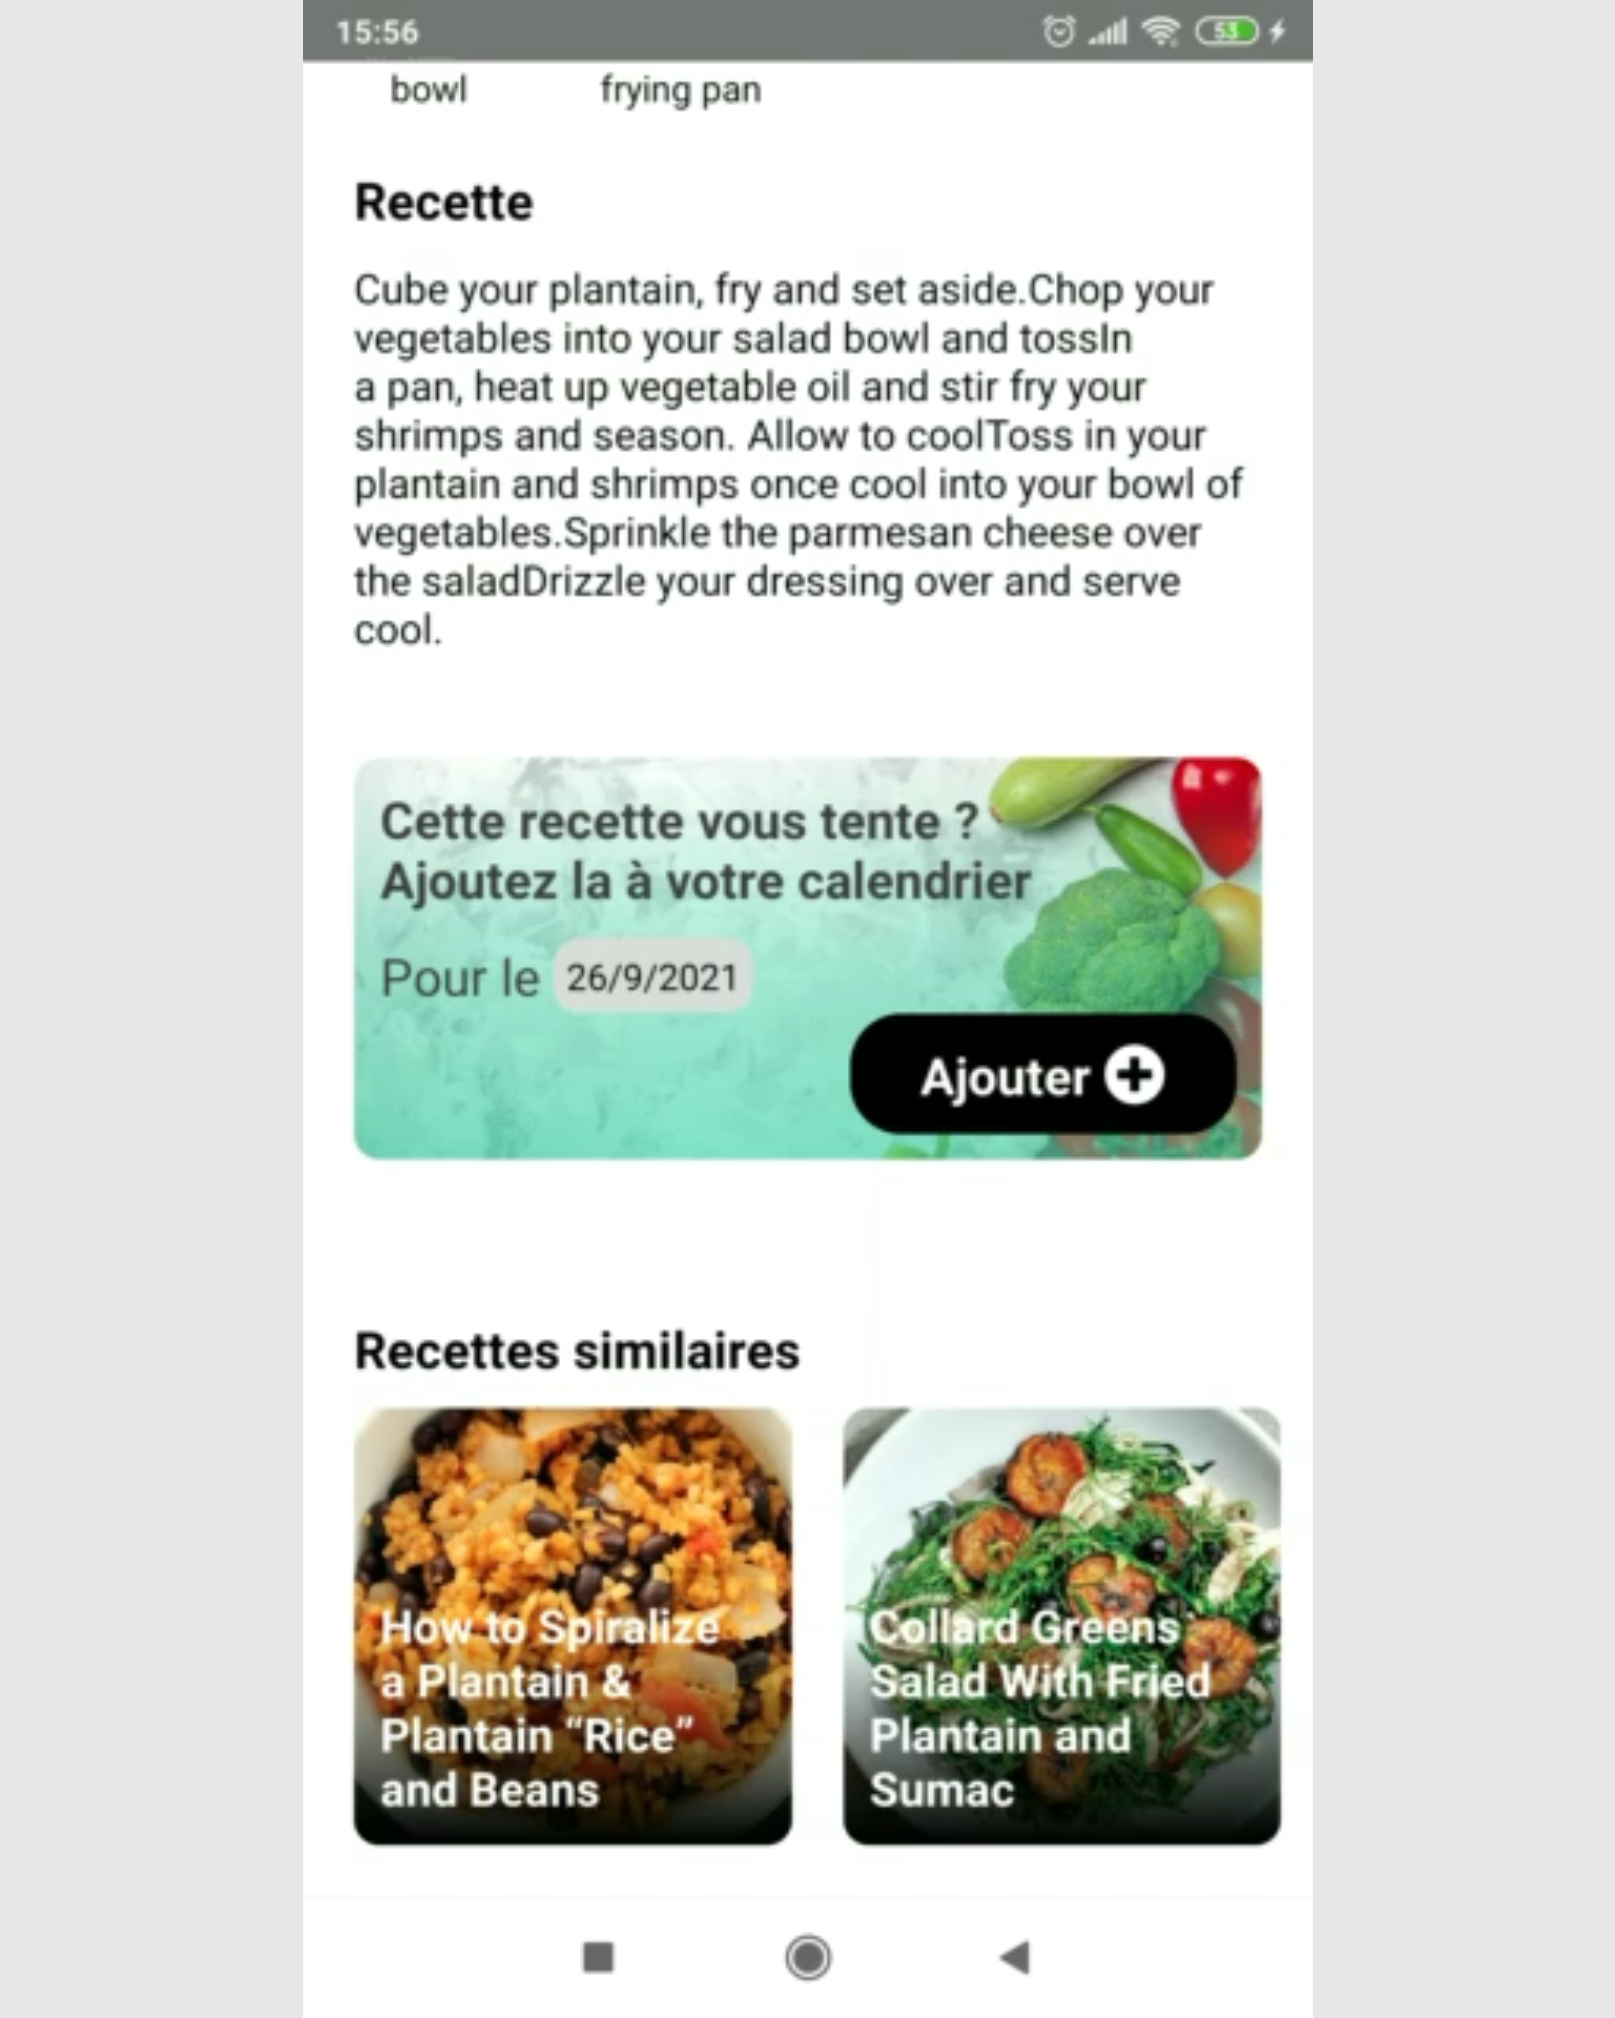 15:56
53
bowl frying pan
Recette
Cube your plantain, fry and set aside.Chop your
vegetables into your salad bowl and tossIn
a pan, heat up vegetable oil and stir fry your
shrimps and season. Allow to coolToss in your
plantain and shrimps once cool into your bowl of
vegetables.Sprinkle the parmesan cheese over
the saladDrizzle your dressing over and serve
cool.
Cette recette vous tente ?
Ajoutez la à votre calendrier
Pour le 26/9/2021
Ajouter
Recettes similaires
How to Spiralize
a Plantain &
Plantain “Rice”
and Beans
Collard Greens
Salad With Fried
Plantain and
Sumac